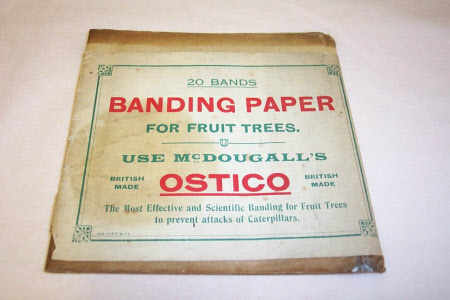 20 BANDS
BANDING PAPER
FOR FRUIT TREES.
USE McDOUGALL'S
BRITISH MADE
OSTICO
BRITISH MADE
The Most Effective and Scientific Banding for Fruit Trees
to prevent attacks of Caterpillars.